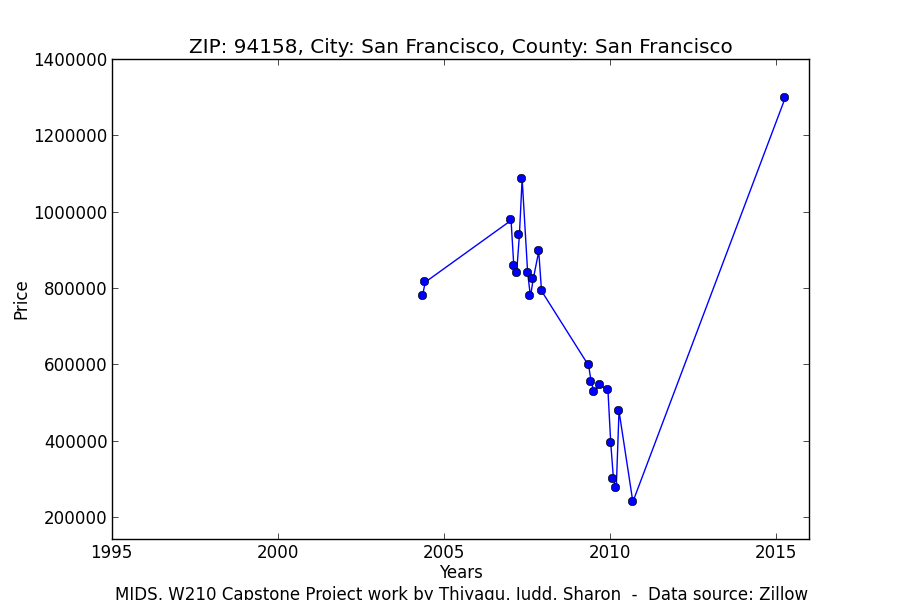 ZIP: 94158, City: San Francisco, County: San Francisco
1400000
1200000
1000000
800000
600000
400000
200000
Price
1995 2000 2005 2010 2015
Years
MIDS, W210 Capstone Project work by Thiyagu, Judd, Sharon - Data source: Zillow